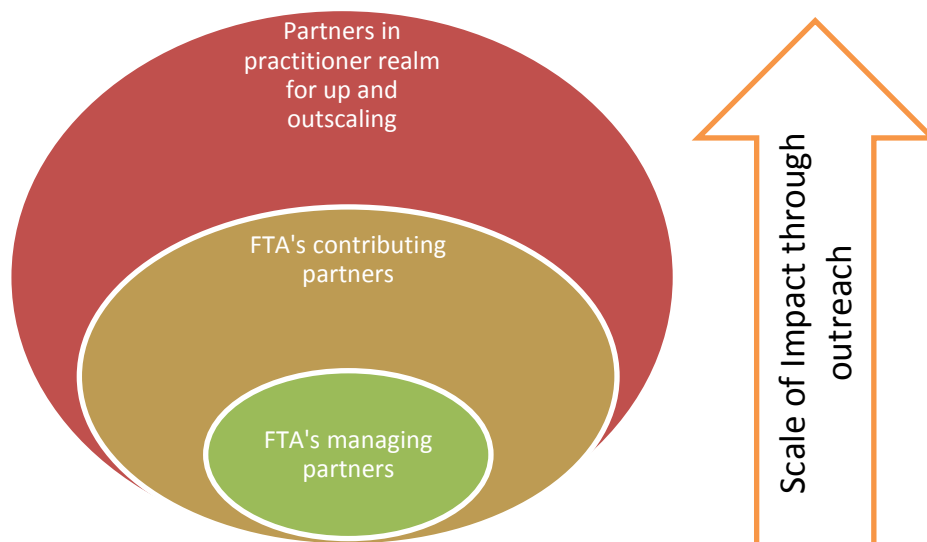 Partners in
practitioner realm
for up and
outscaling
FTA's contributing
partners
FTA's managing
partners
Scale of Impact through
outreach